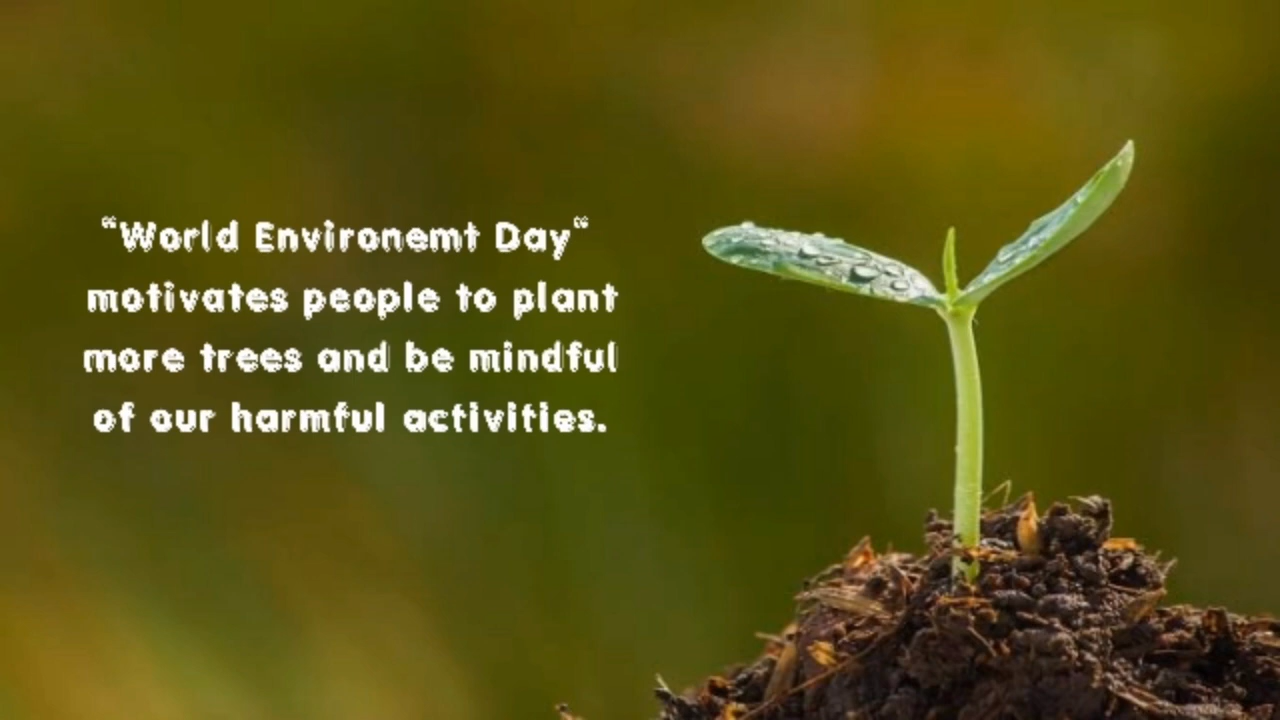 “World Environemt Day“
motivates people to plant
more trees and be mindful
of our harmful activities.